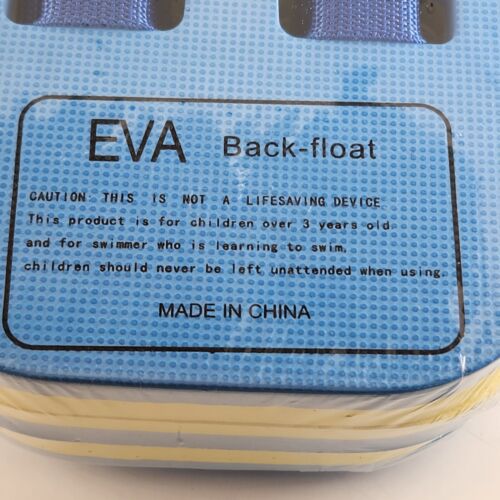 EVA Back-float
CAUTION: THIS IS NOT A LIFESAVING DEVICE.
This product is for children over 3 years old
and for swimmer who is learning to swim,
children should never be left unattended when using.
MADE IN CHINA